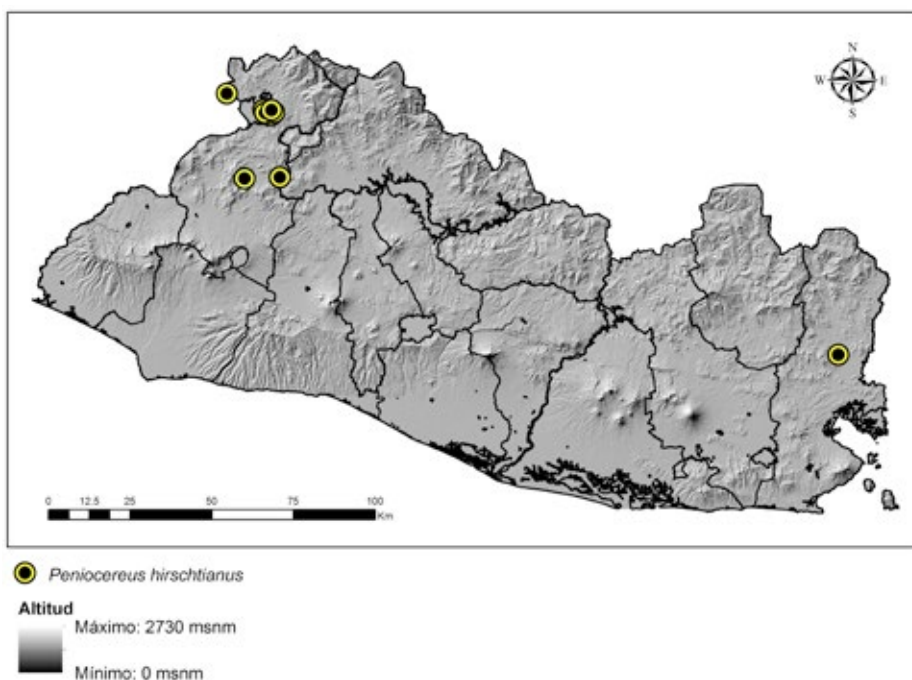 N
W E
S
0 12.5 25 50 75 100
Km
Peniocereus hirschtianus
Altitud
Máximo: 2730 msnm
Mínimo: 0 msnm